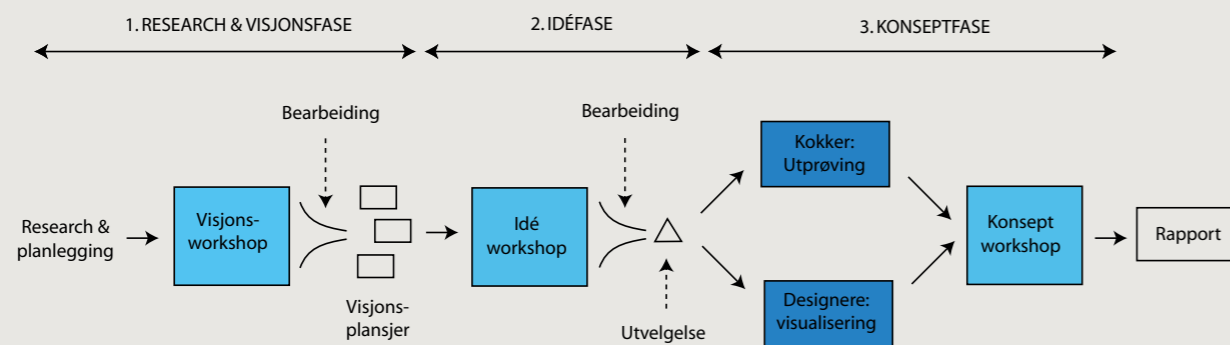 1. RESEARCH & VISJONSFASE
2. IDÉFASE
3. KONSEPTFASE
Research &
planlegging
Visjons-
workshop
Bearbeiding
Visjons-
plansjer
Idé
workshop
Bearbeiding
Utvelgelse
Kokker:
Utprøving
Designere:
visualisering
Konsept
workshop
Rapport